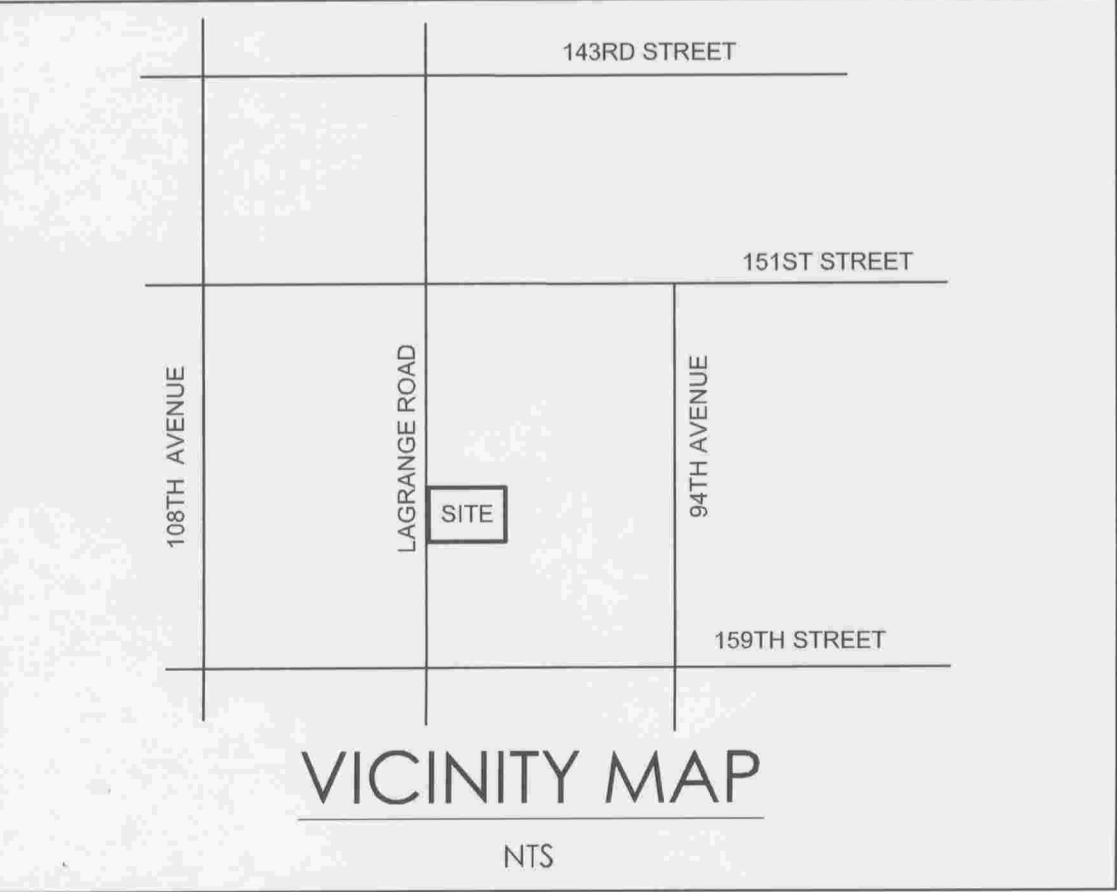 143RD STREET
151ST STREET
108TH AVENUE
LAGRANGE ROAD
94TH AVENUE
SITE
159TH STREET
VICINITY MAP
NTS